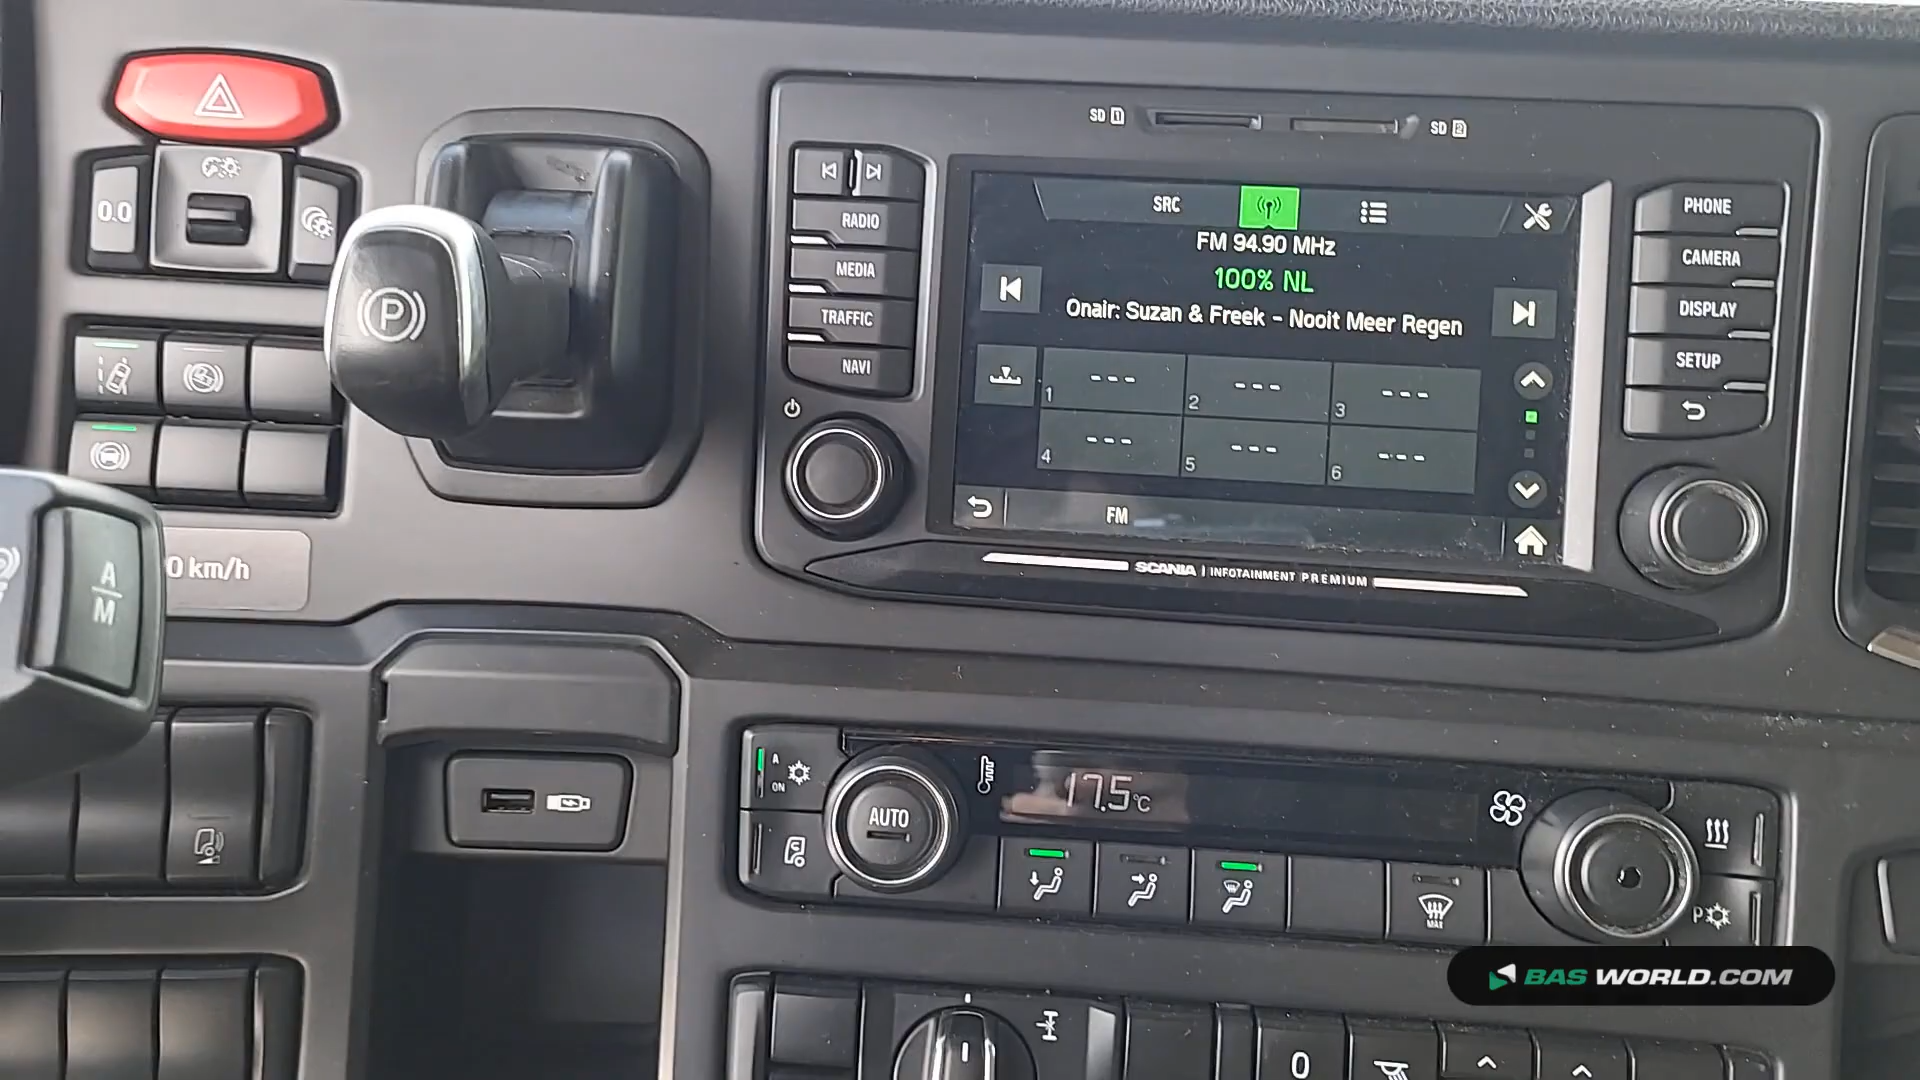 SD 1
SD 2
RADIO
MEDIA
TRAFFIC
NAVI
SRC
FM 94.90 MHz
100% NL
Onair: Suzan & Freek - Nooit Meer Regen
--- --- ---
1 2 3
--- --- ---
4 5 6
FM
PHONE
CAMERA
DISPLAY
SETUP
SCANIA | INFOTAINMENT PREMIUM
0.0
P
0 km/h
A
M
A
ON
AUTO
17.5°C
MAX
P
0
BAS WORLD.COM